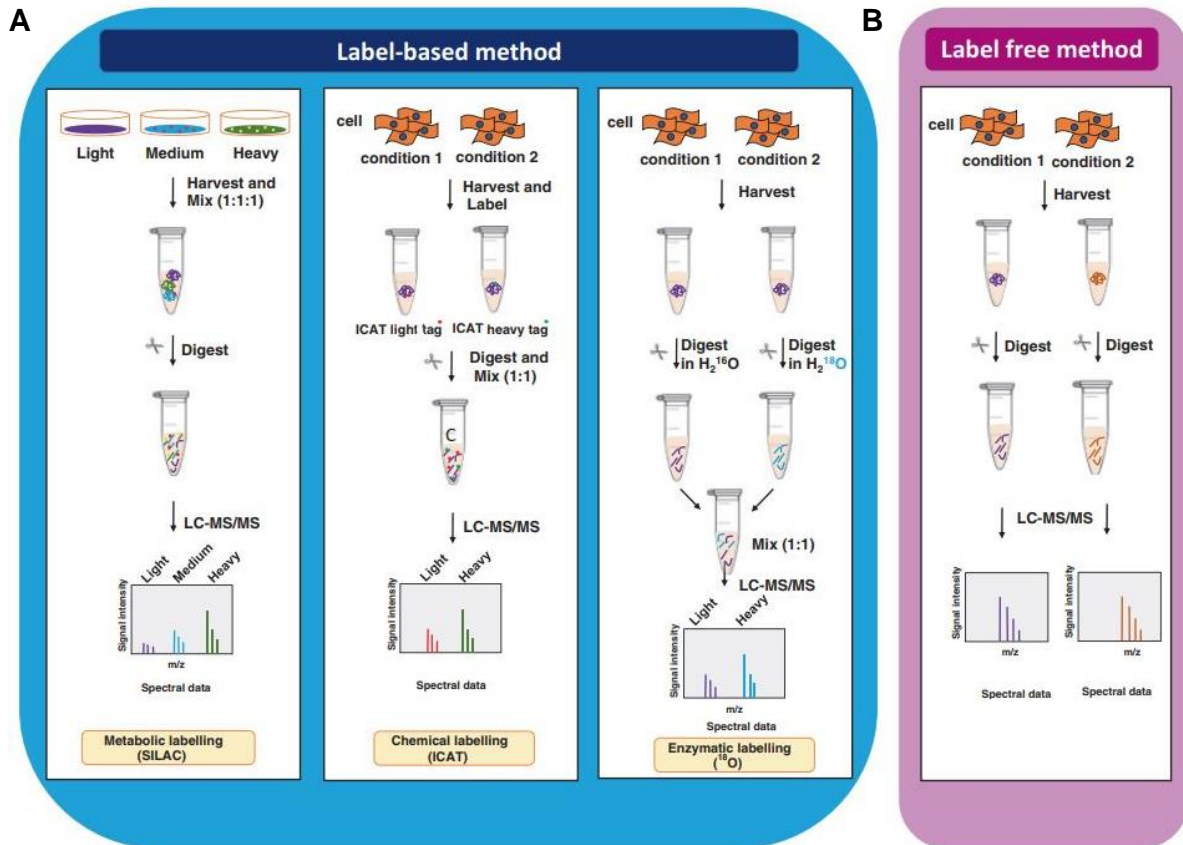 A
Label-based method
Light
Medium
Heavy
Harvest and
Mix (1:1:1)
Digest
LC-MS/MS
Light
Medium
Heavy
Signal intensity
m/z
Spectral data
Metabolic labelling
(SILAC)
cell
condition 1
condition 2
Harvest and
Label
ICAT light tag
ICAT heavy tag
Digest and
Mix (1:1)
C
LC-MS/MS
Light
Heavy
Signal intensity
m/z
Spectral data
Chemical labelling
(ICAT)
cell
condition 1
condition 2
Harvest
Digest
in H₂¹⁶O
Digest
in H₂¹⁸O
Mix (1:1)
LC-MS/MS
Light
Heavy
Signal intensity
m/z
Spectral data
Enzymatic labelling
(¹⁸O)
B
Label free method
cell
condition 1
condition 2
Harvest
Digest
Digest
LC-MS/MS
Signal intensity
m/z
Spectral data
Signal intensity
m/z
Spectral data